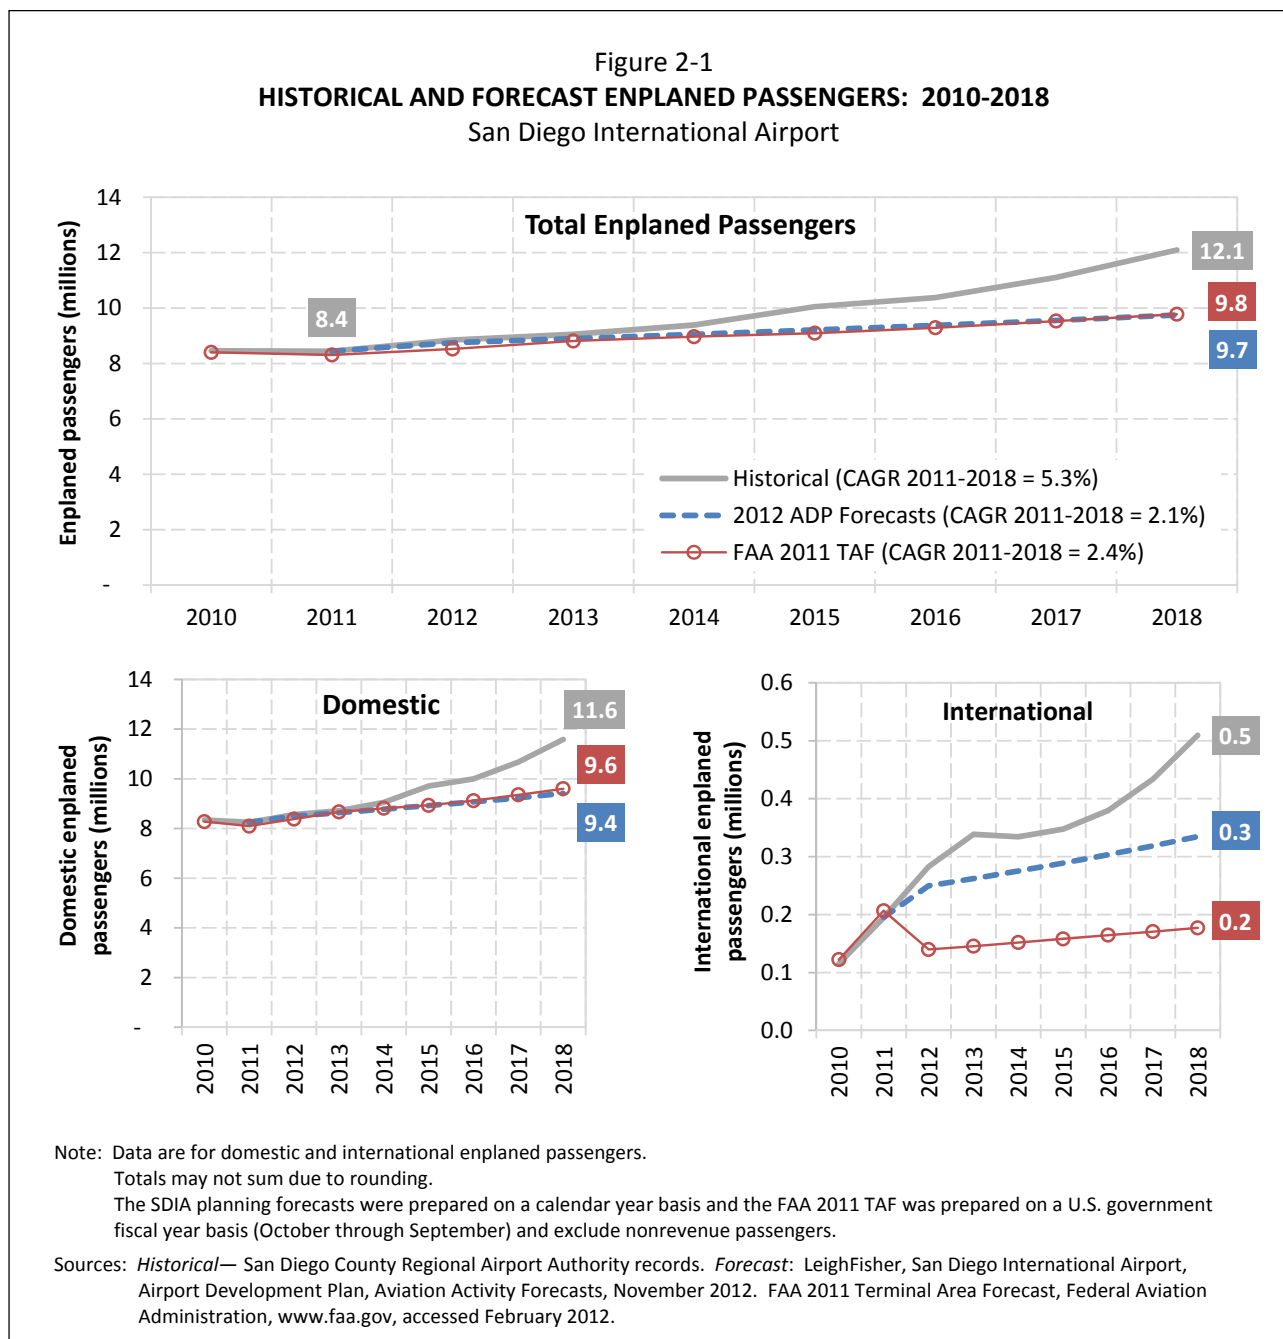 Figure 2-1
HISTORICAL AND FORECAST ENPLANED PASSENGERS:  2010-2018
San Diego International Airport
Total Enplaned Passengers
Enplaned passengers (millions)
14
12
10
8
6
4
2
-
8.4
12.1
9.8
9.7
Historical (CAGR 2011-2018 = 5.3%)
2012 ADP Forecasts (CAGR 2011-2018 = 2.1%)
FAA 2011 TAF (CAGR 2011-2018 = 2.4%)
2010 2011 2012 2013 2014 2015 2016 2017 2018
Domestic
Domestic enplaned
passengers (millions)
14
12
10
8
6
4
2
-
11.6
9.6
9.4
2010 2011 2012 2013 2014 2015 2016 2017 2018
International
International enplaned
passengers (millions)
0.6
0.5
0.4
0.3
0.2
0.1
0.0
0.5
0.3
0.2
2010 2011 2012 2013 2014 2015 2016 2017 2018
Note:  Data are for domestic and international enplaned passengers.
Totals may not sum due to rounding.
The SDIA planning forecasts were prepared on a calendar year basis and the FAA 2011 TAF was prepared on a U.S. government
fiscal year basis (October through September) and exclude nonrevenue passengers.
Sources:  Historical— San Diego County Regional Airport Authority records.  Forecast:  LeighFisher, San Diego International Airport,
Airport Development Plan, Aviation Activity Forecasts, November 2012.  FAA 2011 Terminal Area Forecast, Federal Aviation
Administration, www.faa.gov, accessed February 2012.